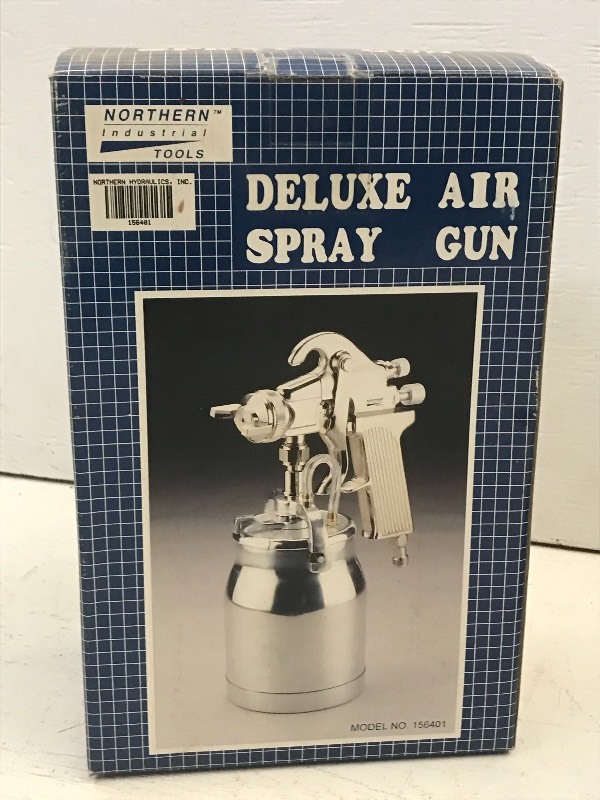 NORTHERN™
Industrial
TOOLS
NORTHERN HYDRAULICS, INC.
156401
DELUXE AIR
SPRAY GUN
MODEL NO. 156401